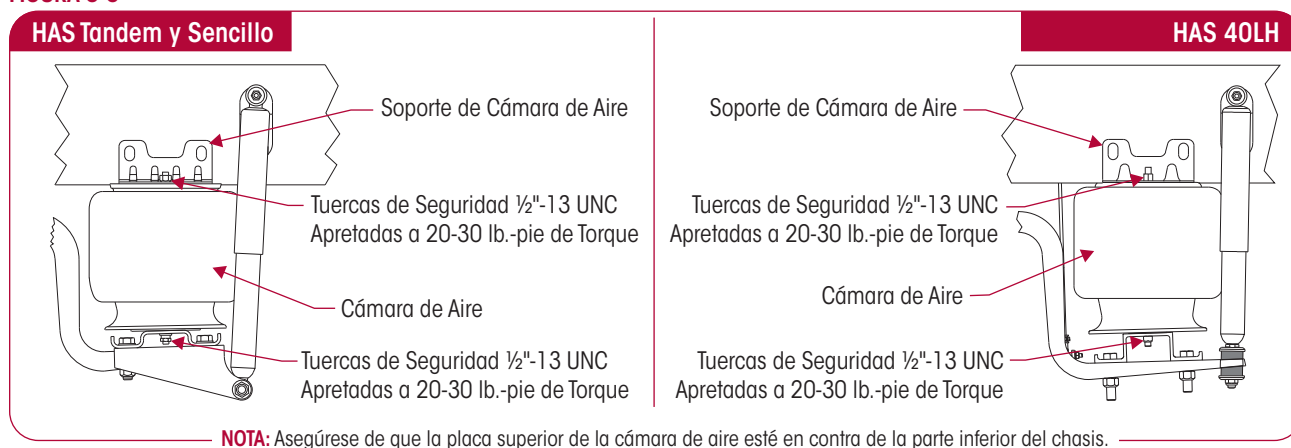 HAS Tandem y Sencillo
Soporte de Cámara de Aire
Tuercas de Seguridad ½"-13 UNC
Apretadas a 20-30 lb.-pie de Torque
Cámara de Aire
Tuercas de Seguridad ½"-13 UNC
Apretadas a 20-30 lb.-pie de Torque
HAS 40LH
Soporte de Cámara de Aire
Tuercas de Seguridad ½"-13 UNC
Apretadas a 20-30 lb.-pie de Torque
Cámara de Aire
Tuercas de Seguridad ½"-13 UNC
Apretadas a 20-30 lb.-pie de Torque
NOTA: Asegúrese de que la placa superior de la cámara de aire esté en contra de la parte inferior del chasis.